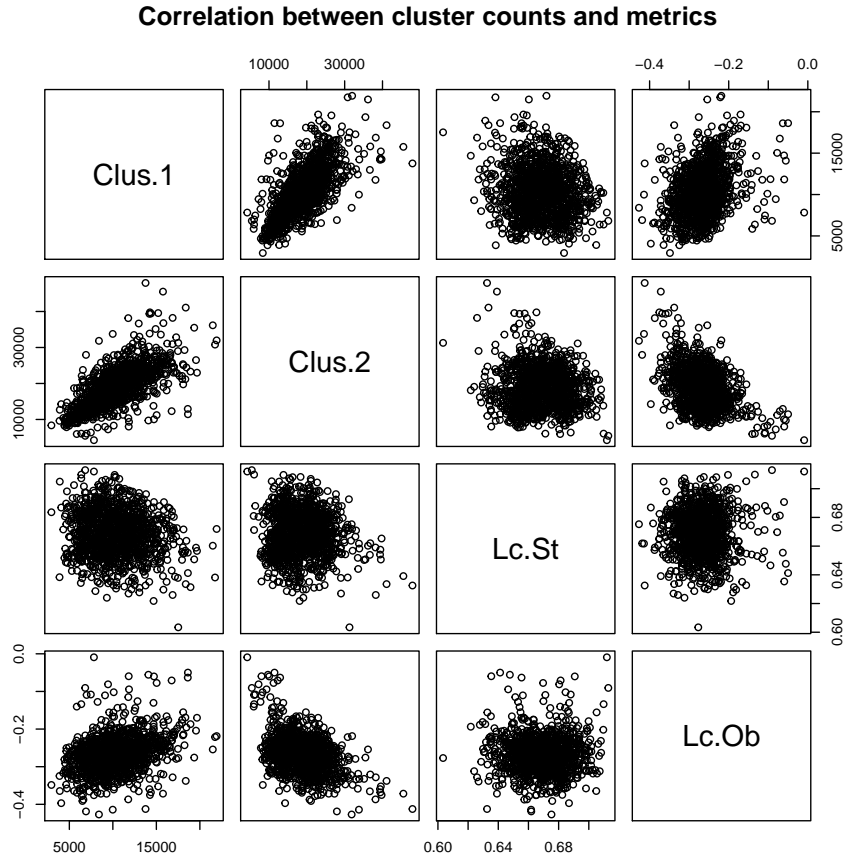 Correlation between cluster counts and metrics
10000 30000 −0.4 −0.2 0.0
Clus.1
5000 15000
Clus.2
10000 30000
Lc.St
0.60 0.64 0.68
Lc.Ob
−0.4 −0.2 0.0
5000 15000 0.60 0.64 0.68